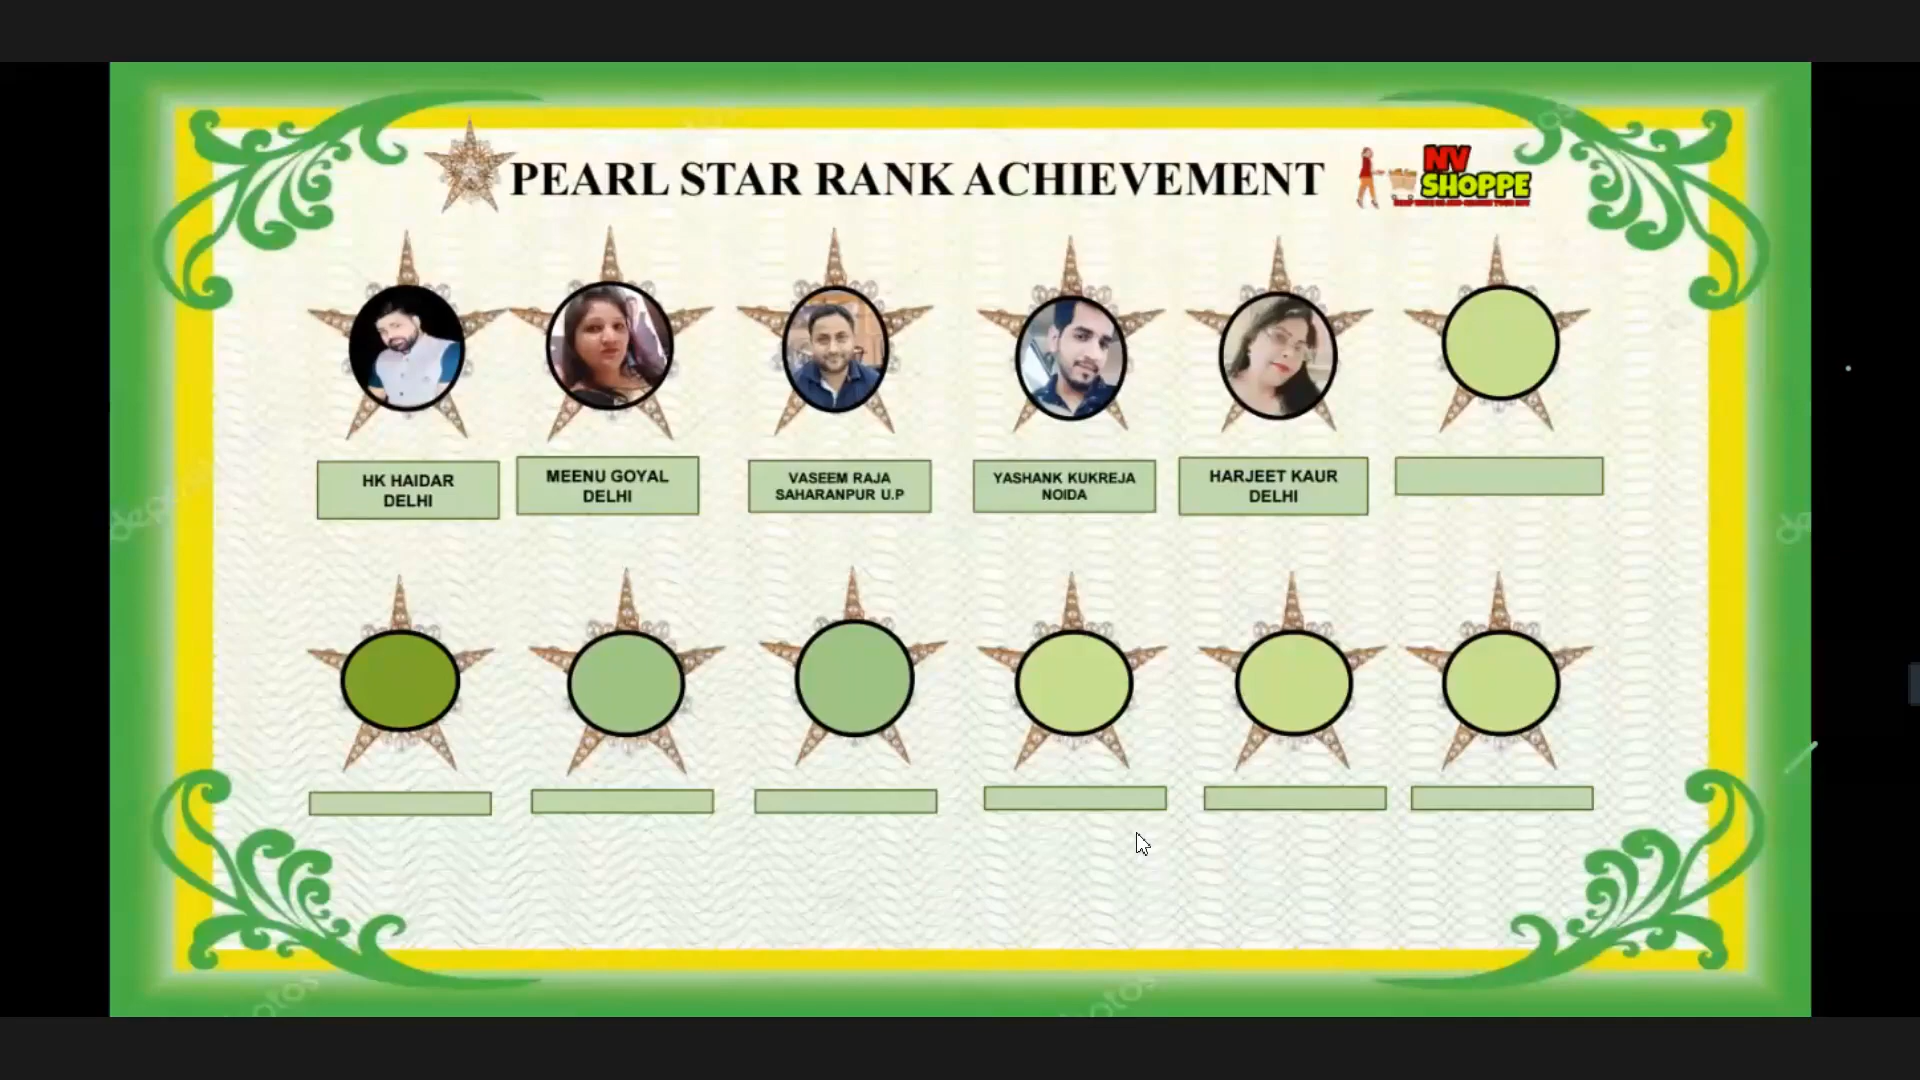 PEARL STAR RANK ACHIEVEMENT
NV
SHOPPE
HK HAIDAR
DELHI
MEENU GOYAL
DELHI
VASEEM RAJA
SAHARANPUR U.P
YASHANK KUKREJA
NOIDA
HARJEET KAUR
DELHI